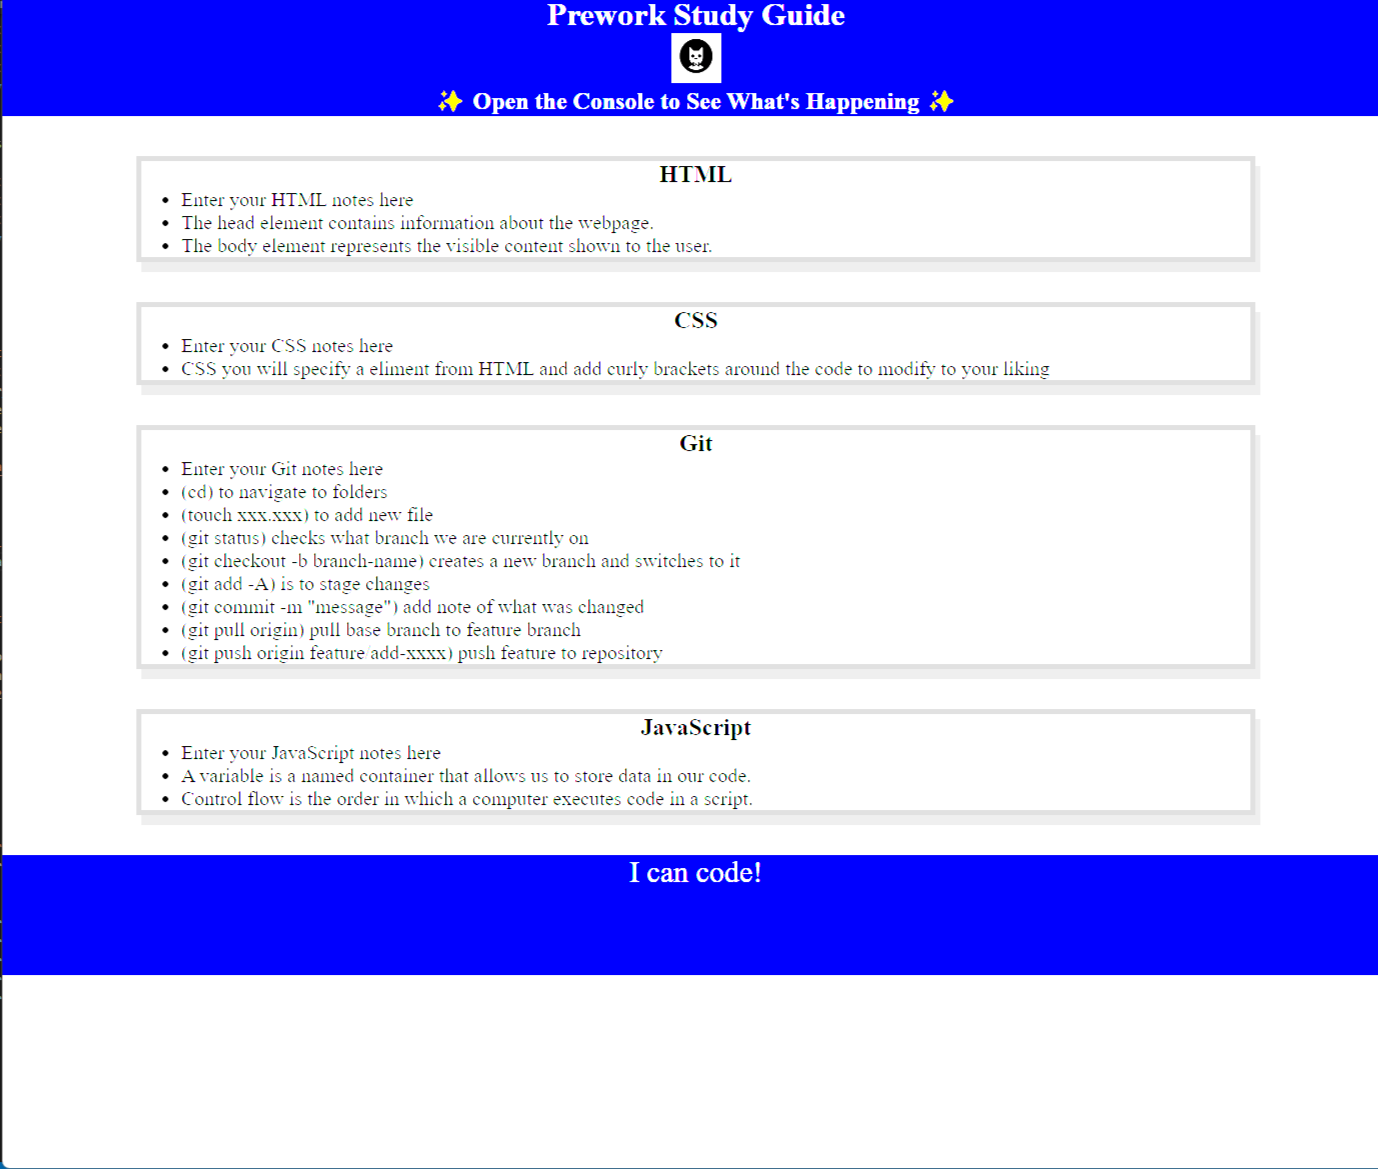 Prework Study Guide
✨ Open the Console to See What's Happening ✨
HTML
• Enter your HTML notes here
• The head element contains information about the webpage.
• The body element represents the visible content shown to the user.
CSS
• Enter your CSS notes here
• CSS you will specify a eliment from HTML and add curly brackets around the code to modify to your liking
Git
• Enter your Git notes here
• (cd) to navigate to folders
• (touch xxx.xxx) to add new file
• (git status) checks what branch we are currently on
• (git checkout -b branch-name) creates a new branch and switches to it
• (git add -A) is to stage changes
• (git commit -m "message") add note of what was changed
• (git pull origin) pull base branch to feature branch
• (git push origin feature/add-xxxx) push feature to repository
JavaScript
• Enter your JavaScript notes here
• A variable is a named container that allows us to store data in our code.
• Control flow is the order in which a computer executes code in a script.
I can code!